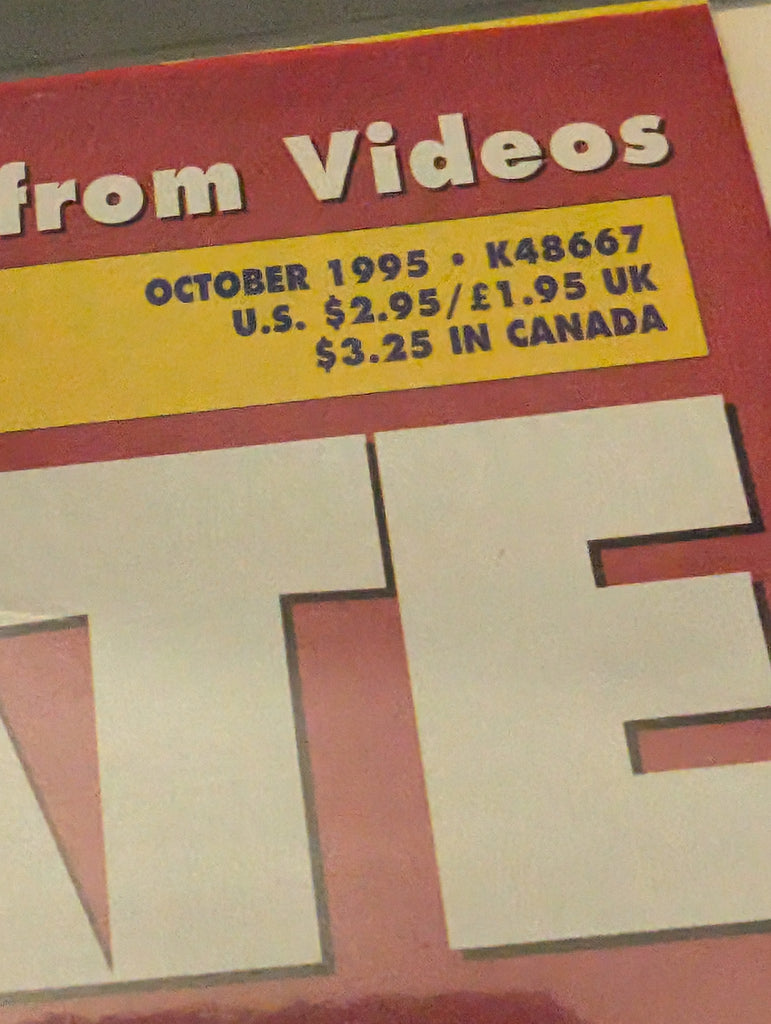 from Videos
OCTOBER 1995 • K48667
U.S. $2.95/£1.95 UK
$3.25 IN CANADA
TE